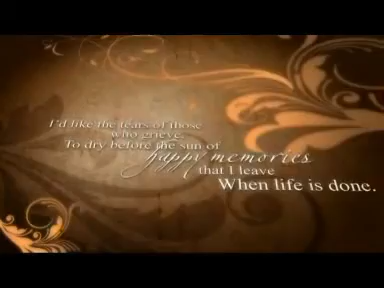 I'd like the tears of those
who grieve,
To dry before the sun of
happy memories
that I leave
When life is done.